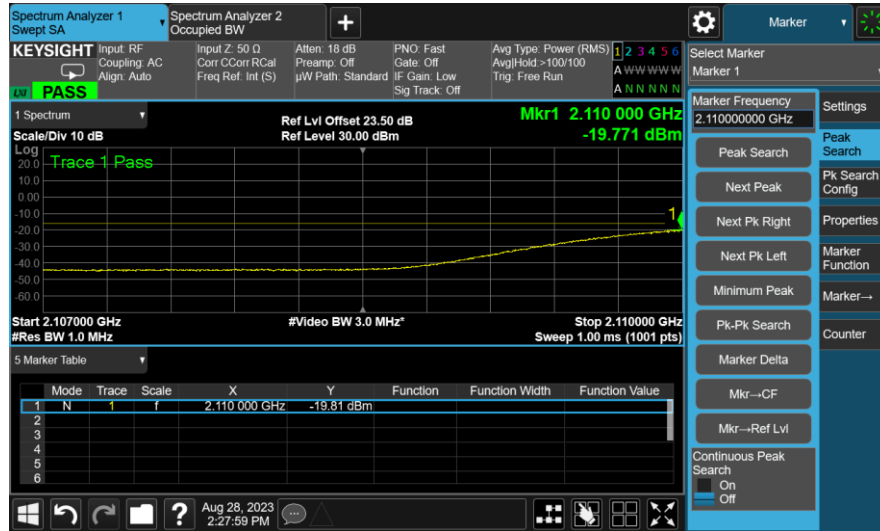 Spectrum Analyzer 1
Swept SA
Spectrum Analyzer 2
Occupied BW
Marker
KEYSIGHT
Input: RF
Coupling: AC
Align: Auto
Input Z: 50 Ω
Corr CCorr RCal
Freq Ref: Int (S)
Atten: 18 dB
Preamp: Off
µW Path: Standard
PNO: Fast
Gate: Off
IF Gain: Low
Sig Track: Off
Avg Type: Power (RMS)
Avg|Hold:>100/100
Trig: Free Run
1 2 3 4 5 6
A W W W W W
A N N N N N
LXI
PASS
1 Spectrum
Scale/Div 10 dB
Ref Lvl Offset 23.50 dB
Ref Level 30.00 dBm
Mkr1 2.110 000 GHz
-19.771 dBm
Log
Trace 1 Pass
20.0
10.0
0.00
-10.0
-20.0
-30.0
-40.0
-50.0
-60.0
1
Start 2.107000 GHz
#Res BW 1.0 MHz
#Video BW 3.0 MHz*
Stop 2.110000 GHz
Sweep 1.00 ms (1001 pts)
5 Marker Table
Mode Trace Scale X Y Function Function Width Function Value
1 N 1 f 2.110 000 GHz -19.81 dBm
2
3
4
5
6
Aug 28, 2023
2:27:59 PM
Select Marker
Marker 1
Marker Frequency
2.110000000 GHz
Peak Search
Next Peak
Next Pk Right
Next Pk Left
Minimum Peak
Pk-Pk Search
Marker Delta
Mkr→CF
Mkr→Ref Lvl
Continuous Peak
Search
On
Off
Settings
Peak
Search
Pk Search
Config
Properties
Marker
Function
Marker→
Counter